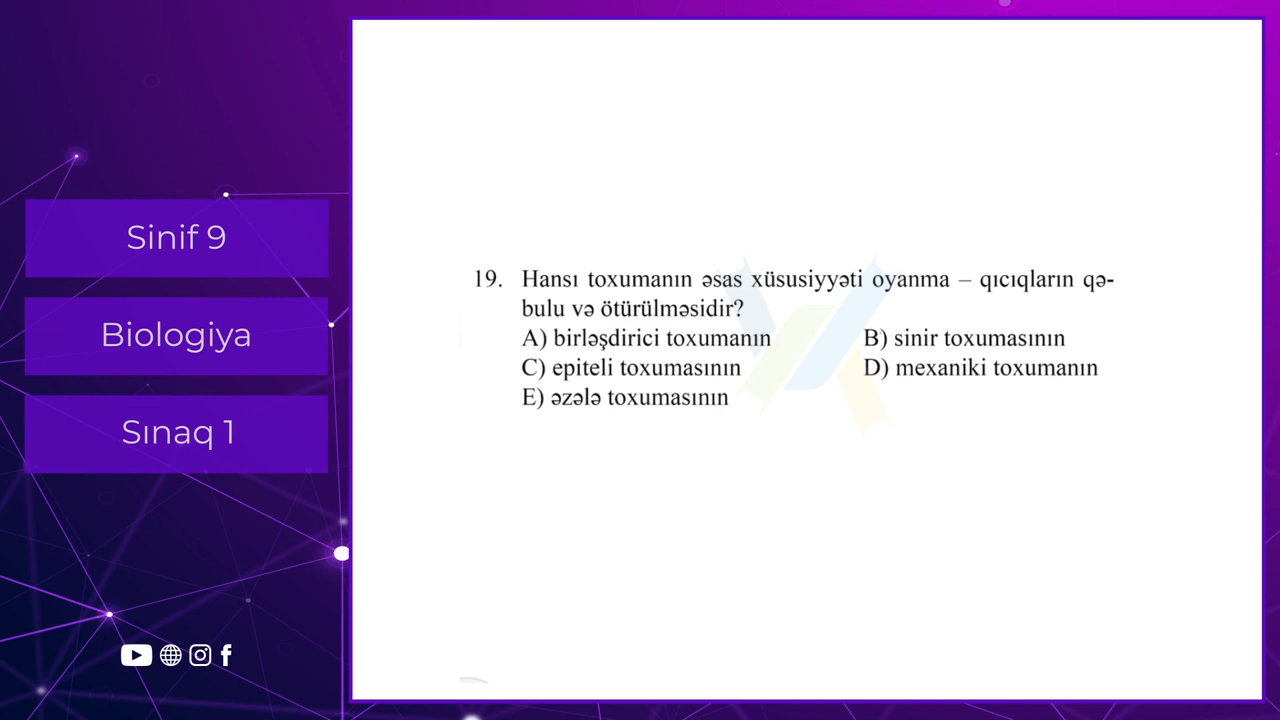 Sinif 9
Biologiya
Sınaq 1
19. Hansı toxumanın əsas xüsusiyyəti oyanma – qıcıqların qə-
bulu və ötürülməsidir?
A) birləşdirici toxumanın B) sinir toxumasının
C) epiteli toxumasının D) mexaniki toxumanın
E) əzələ toxumasının